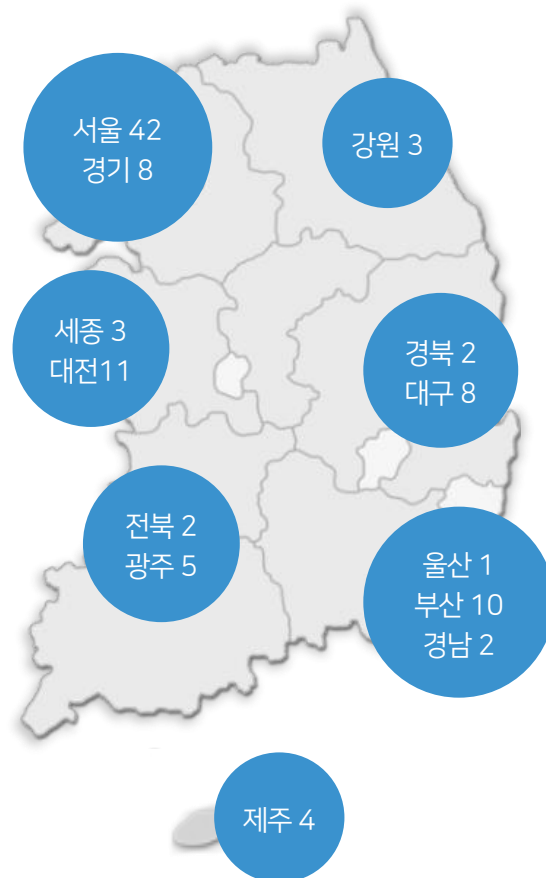 서울 42
경기 8
강원 3
세종 3
대전11
경북 2
대구 8
전북 2
광주 5
울산 1
부산 10
경남 2
제주 4